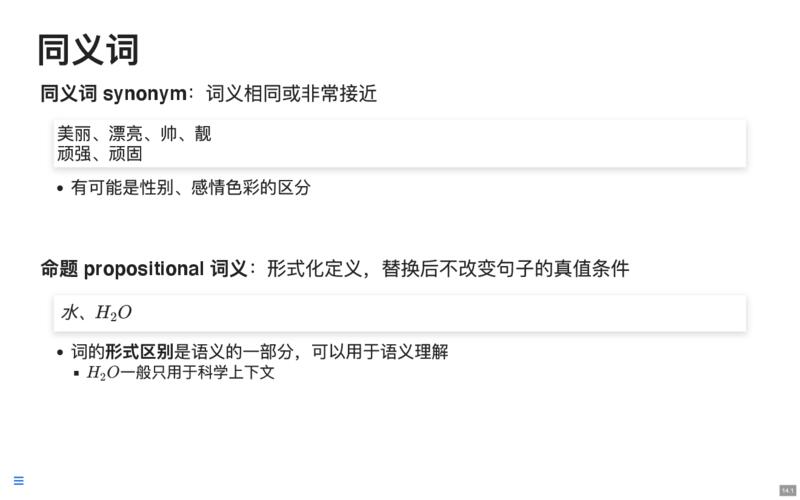 同义词
同义词 synonym：词义相同或非常接近
美丽、漂亮、帅、靓
顽强、顽固
• 有可能是性别、感情色彩的区分
命题 propositional 词义：形式化定义，替换后不改变句子的真值条件
水、H₂O
• 词的形式区别是语义的一部分，可以用于语义理解
▪ H₂O一般只用于科学上下文
14.1